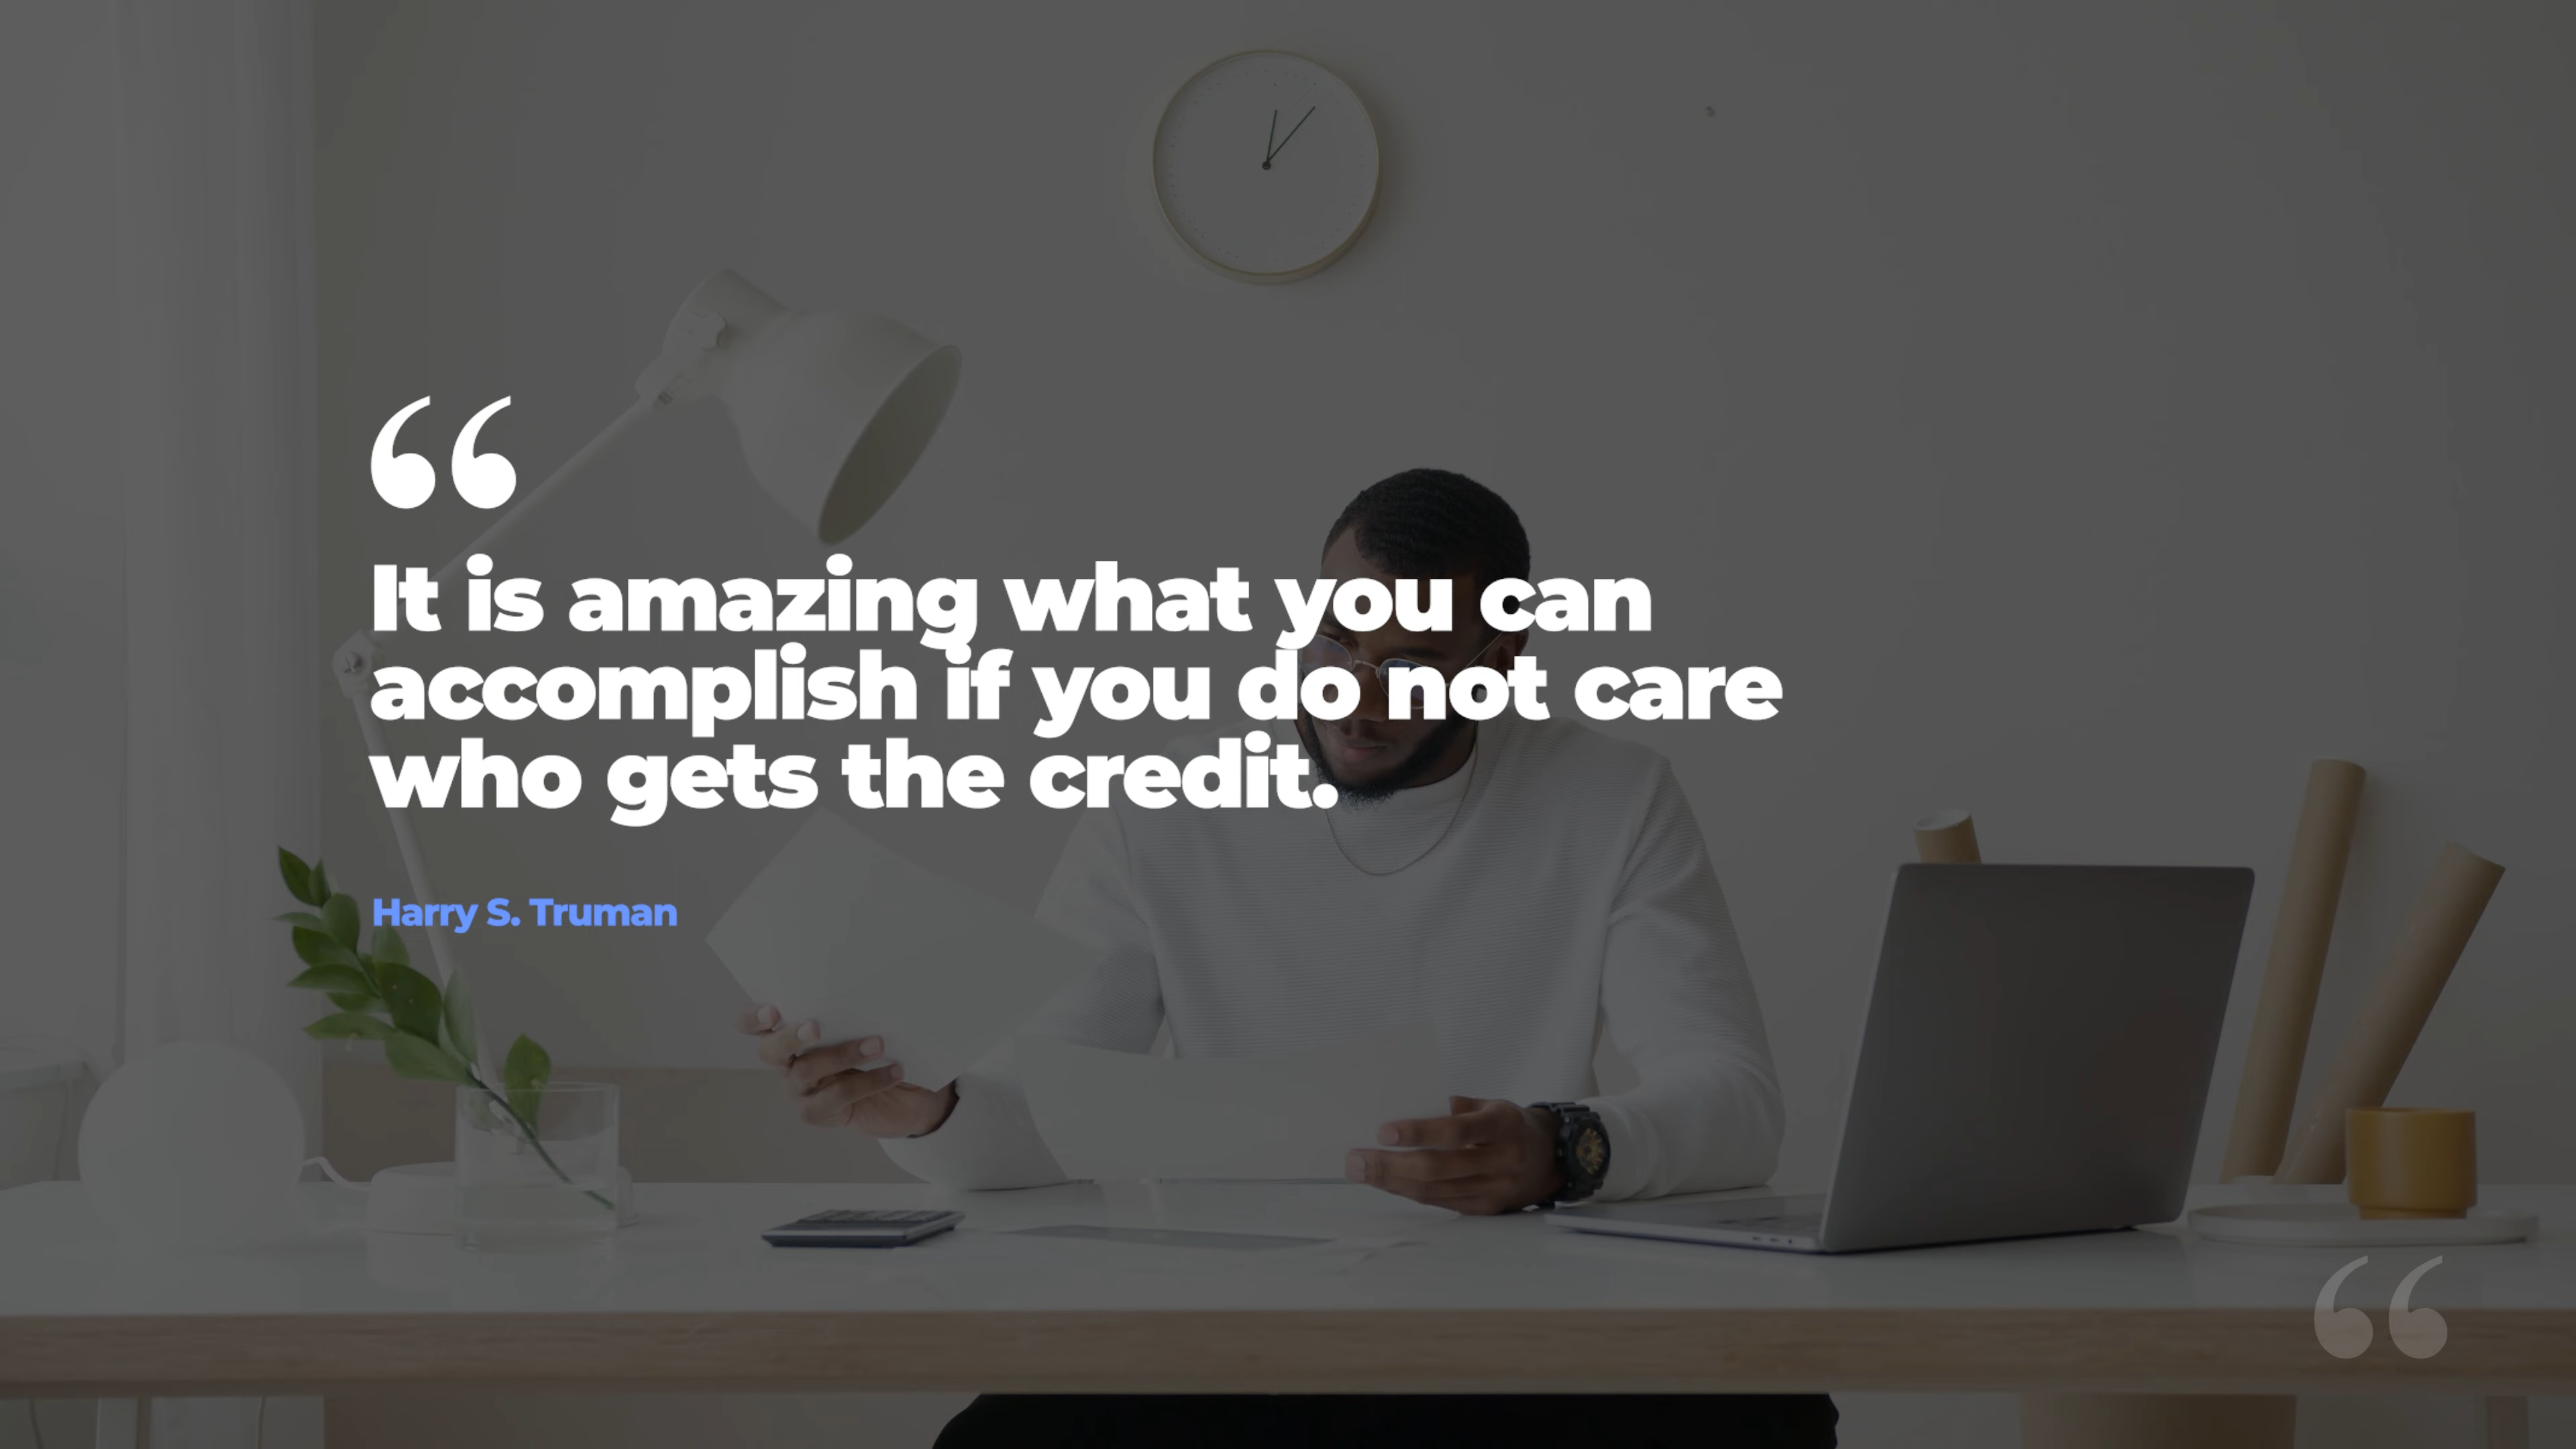 “
It is amazing what you can
accomplish if you do not care
who gets the credit.
Harry S. Truman
“